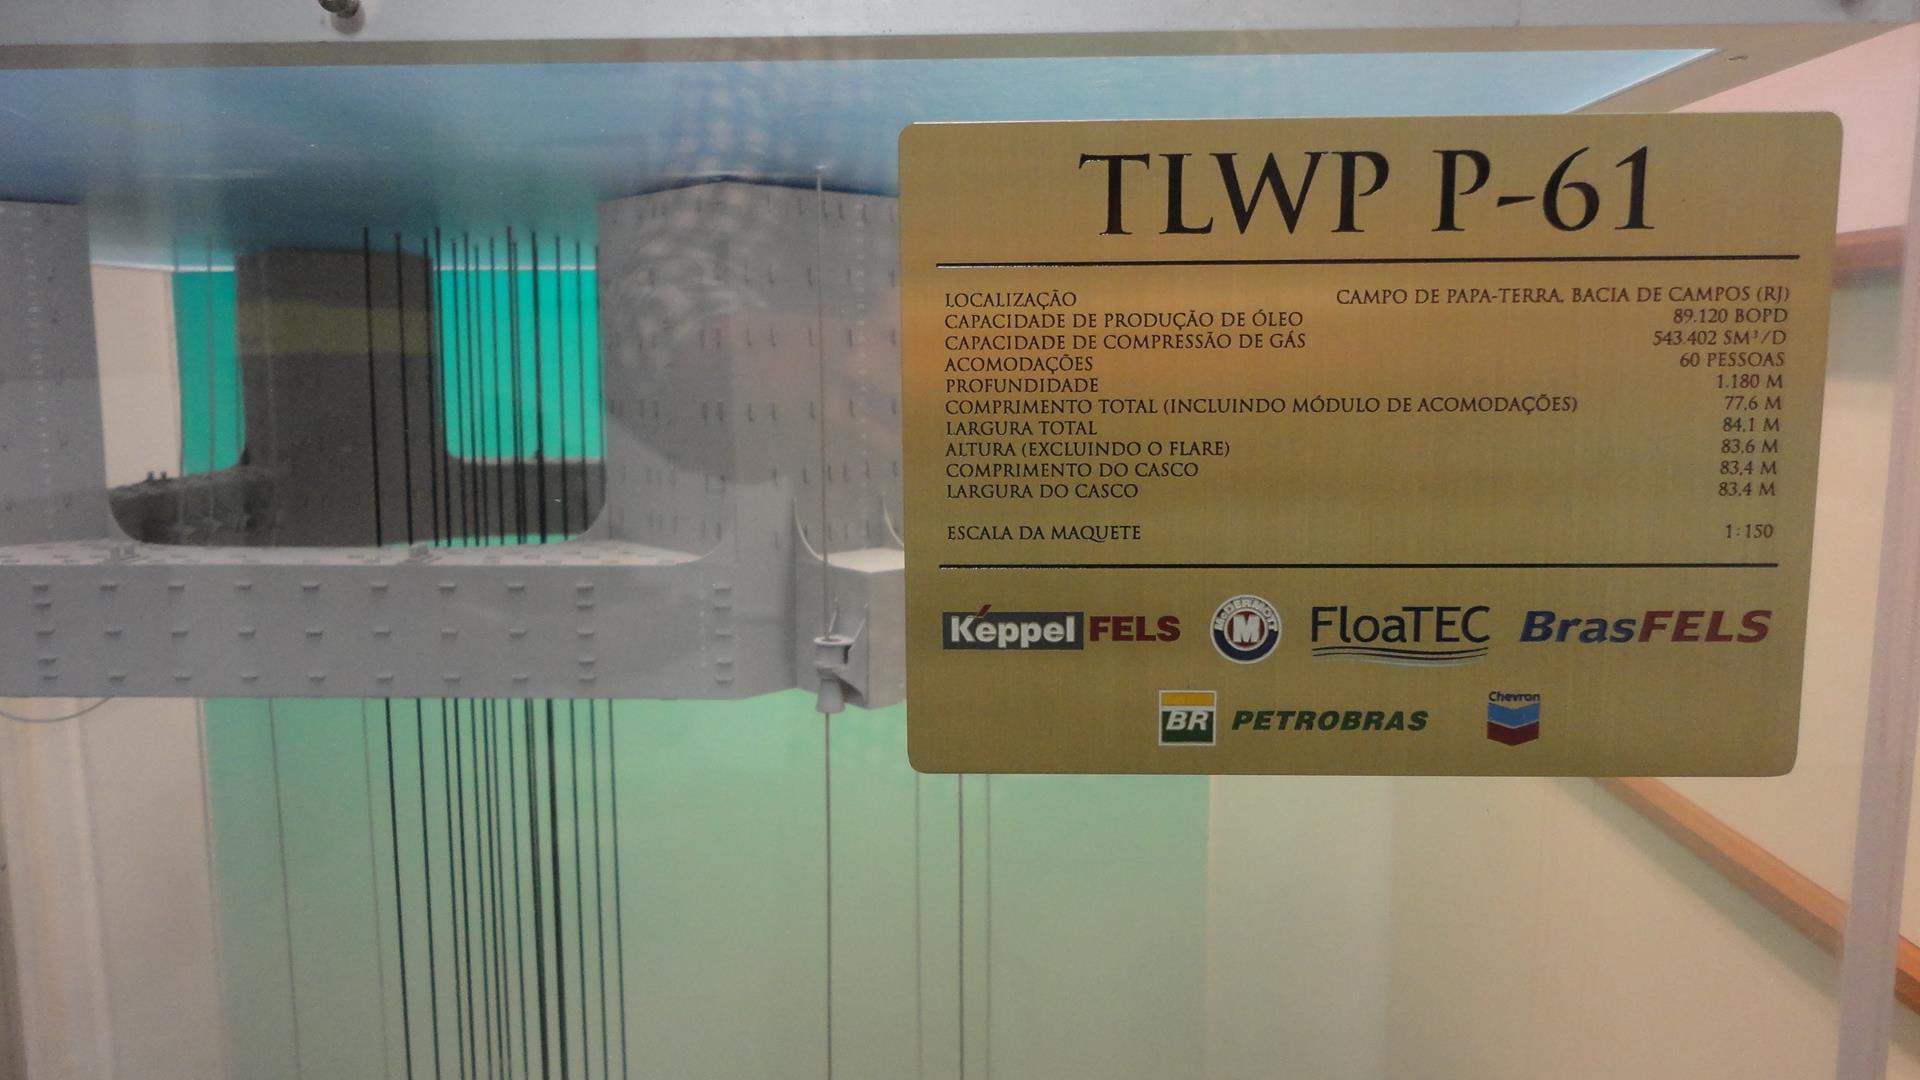 TLWP P-61
LOCALIZAÇÃO CAMPO DE PAPA-TERRA, BACIA DE CAMPOS (RJ)
CAPACIDADE DE PRODUÇÃO DE ÓLEO 89.120 BOPD
CAPACIDADE DE COMPRESSÃO DE GÁS 543.402 SM³/D
ACOMODAÇÕES 60 PESSOAS
PROFUNDIDADE 1.180 M
COMPRIMENTO TOTAL (INCLUINDO MÓDULO DE ACOMODAÇÕES) 77,6 M
LARGURA TOTAL 84,1 M
ALTURA (EXCLUINDO O FLARE) 83,6 M
COMPRIMENTO DO CASCO 83,4 M
LARGURA DO CASCO 83,4 M
ESCALA DA MAQUETE 1:150
Keppel FELS McDERMOTT M FloaTEC BrasFELS
BR PETROBRAS Chevron